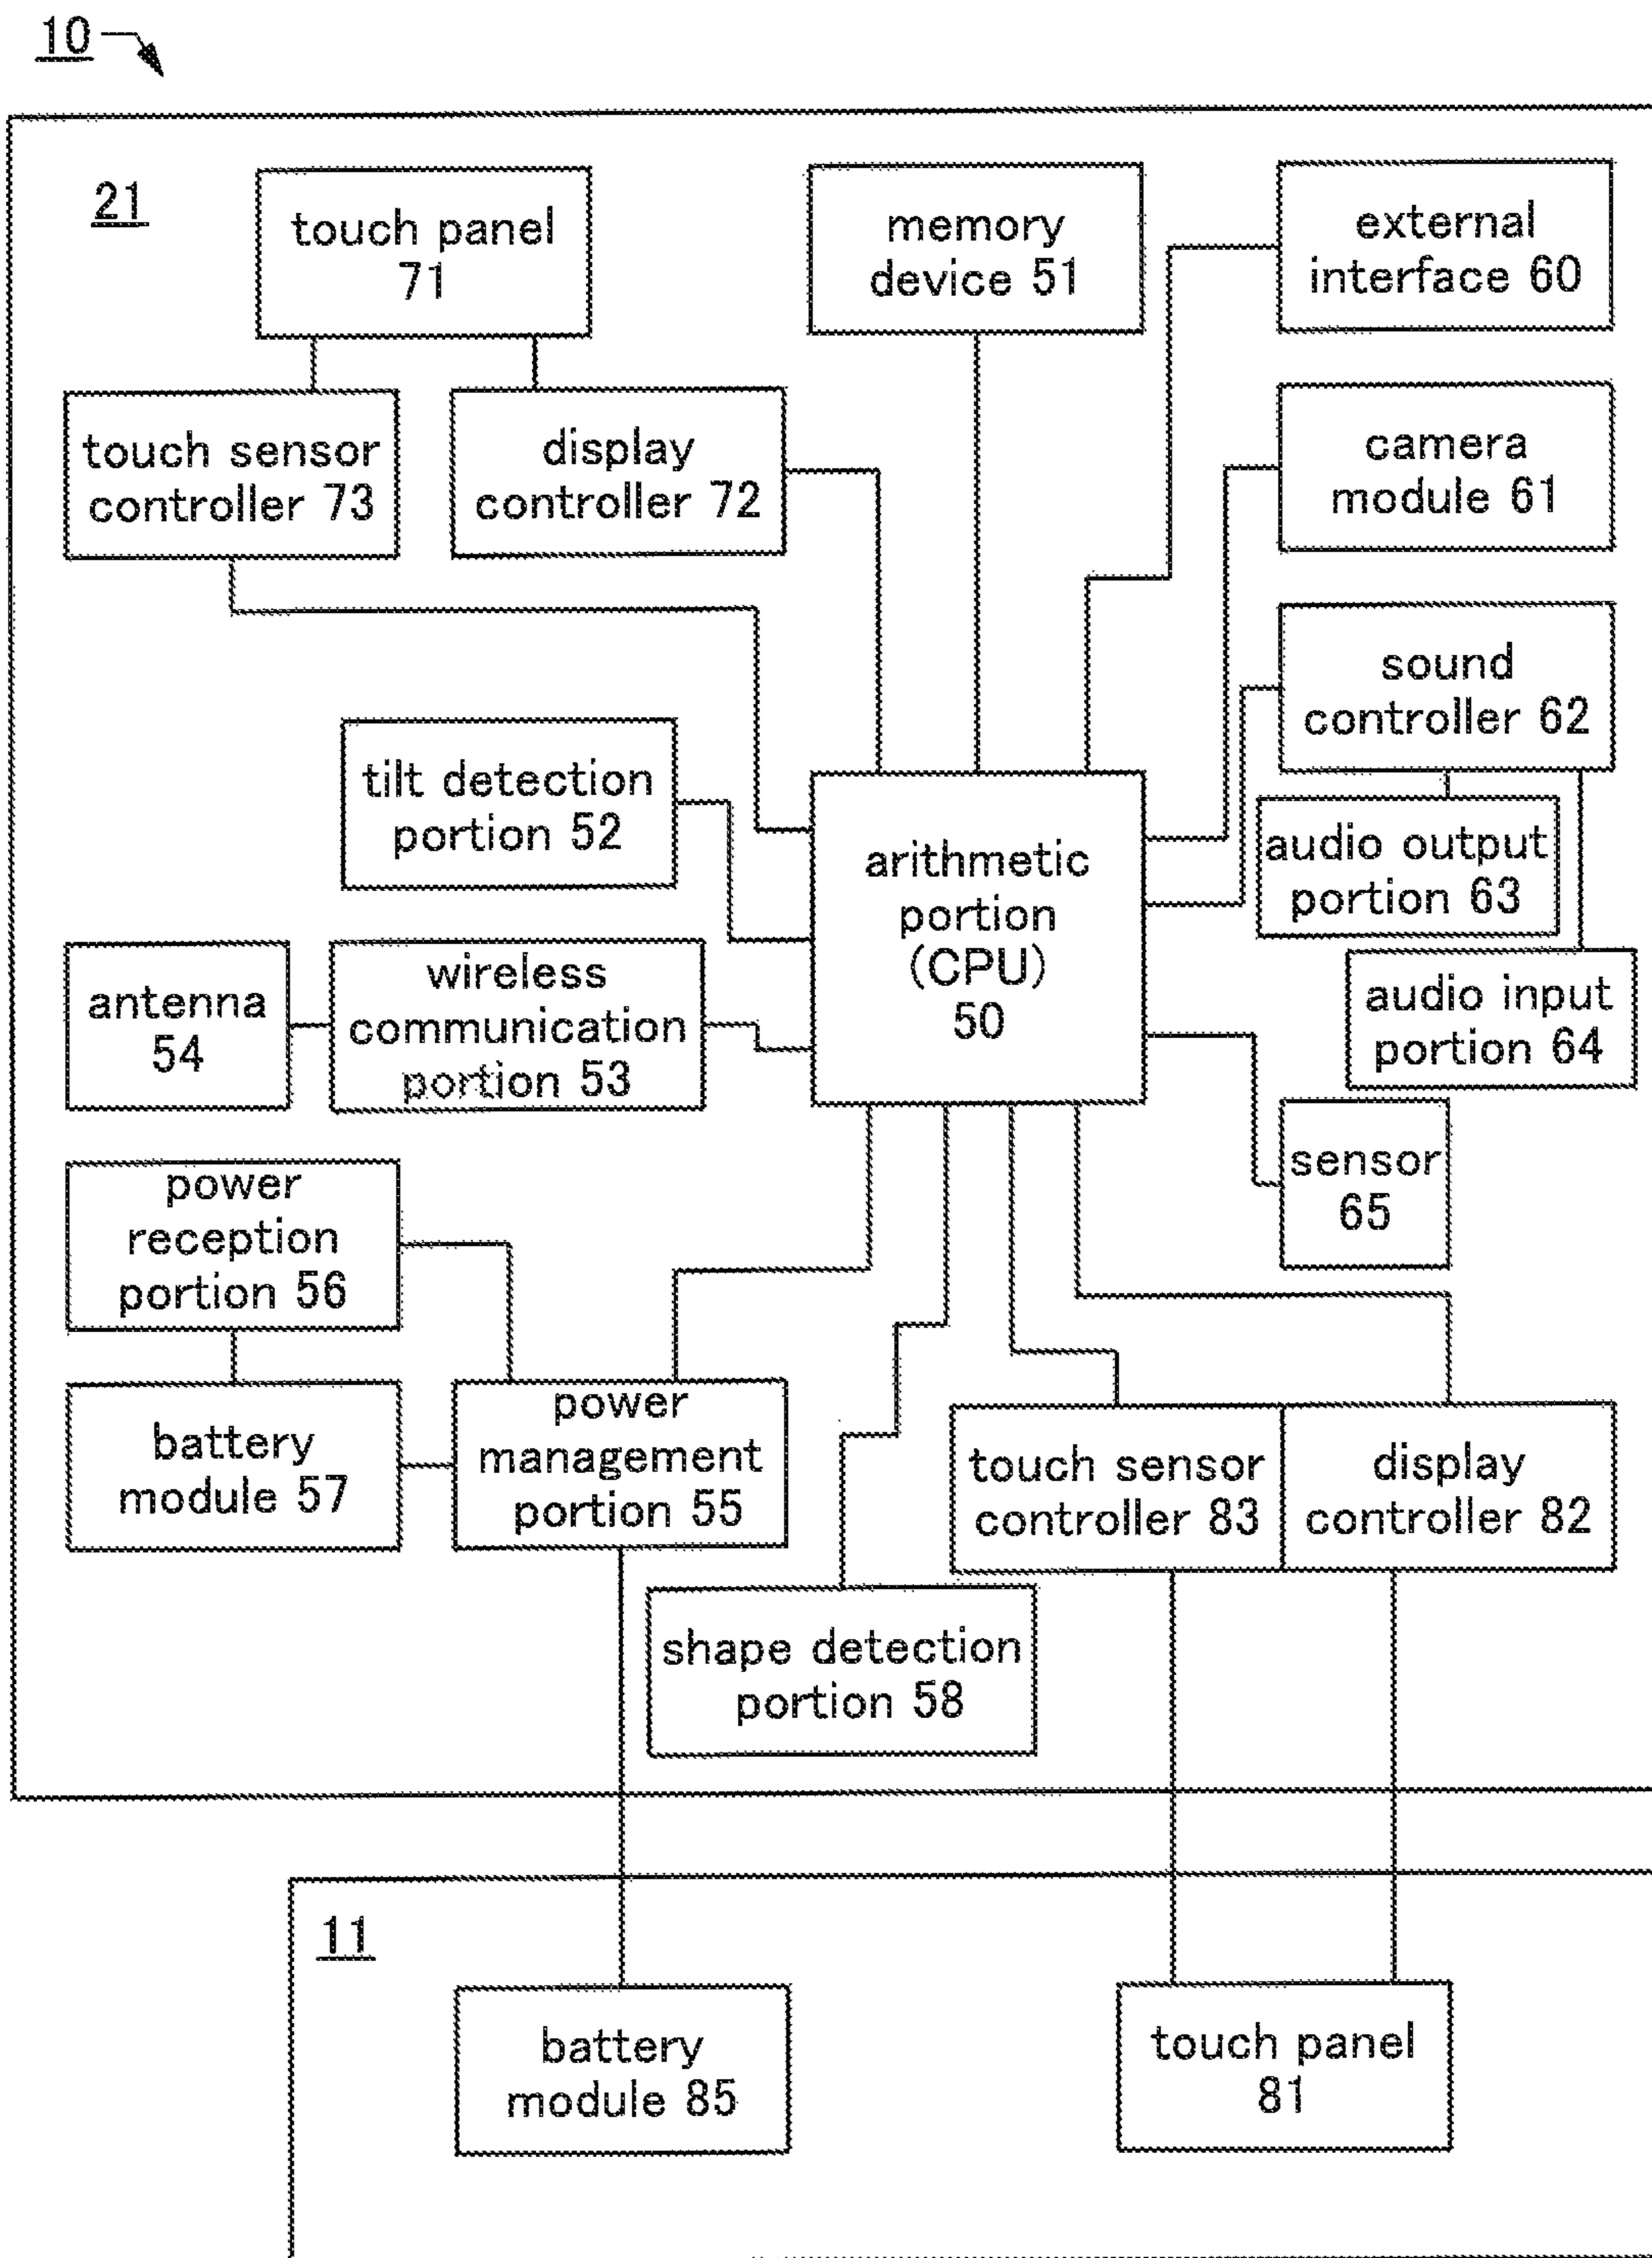 10
21
touch panel
71
memory
device 51
external
interface 60
touch sensor
controller 73
display
controller 72
camera
module 61
sound
controller 62
tilt detection
portion 52
arithmetic
portion
(CPU)
50
audio output
portion 63
antenna
54
wireless
communication
portion 53
audio input
portion 64
power
reception
portion 56
sensor
65
battery
module 57
power
management
portion 55
touch sensor
controller 83
display
controller 82
shape detection
portion 58
11
battery
module 85
touch panel
81